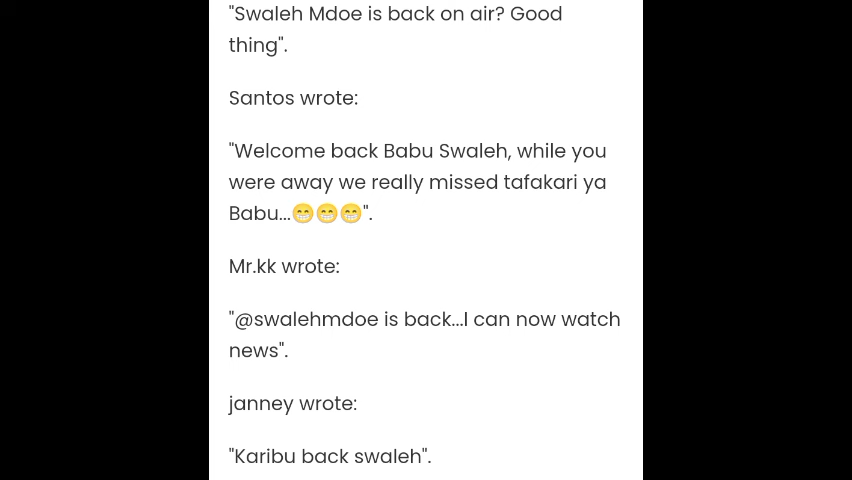 "Swaleh Mdoe is back on air? Good
thing".
Santos wrote:
"Welcome back Babu Swaleh, while you
were away we really missed tafakari ya
Babu...😁😁😁".
Mr.kk wrote:
"@swalehmdoe is back...I can now watch
news".
janney wrote:
"Karibu back swaleh".